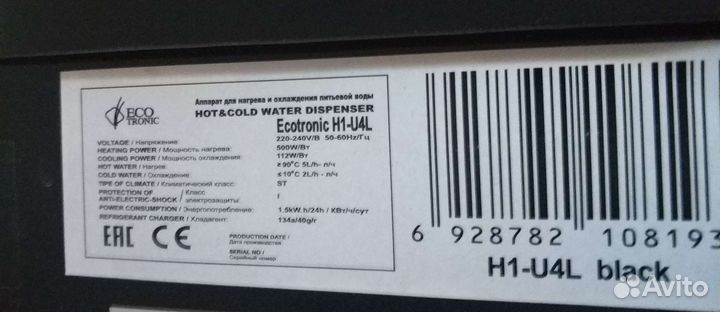 ECO
TRONIC
Аппарат для нагрева и охлаждения питьевой воды
HOT&COLD WATER DISPENSER
Ecotronic H1-U4L
VOLTAGE / Напряжение: 220-240V/В 50-60Hz/Гц
HEATING POWER / Мощность нагрева: 500W/Вт
COOLING POWER / Мощность охлаждения: 112W/Вт
HOT WATER / Нагрев: ≥90°C 5L/h- л/ч
COLD WATER / Охлаждение: ≤10°C 2L/h - л/ч
TYPE OF CLIMATE / Климатический класс: ST
PROTECTION OF ANTI-ELECTRIC-SHOCK / Класс электрозащиты: I
POWER CONSUMPTION / Энергопотребление: 1.5kW.h/24h / КВт/ч/сут
REFRIGERANT CHARGER / Хладагент: 134a/40g/г
EAC CE
PRODUCTION DATE /
Дата производства
SERIAL NO /
Серийный номер
6 928782 108193
H1-U4L black
Avito